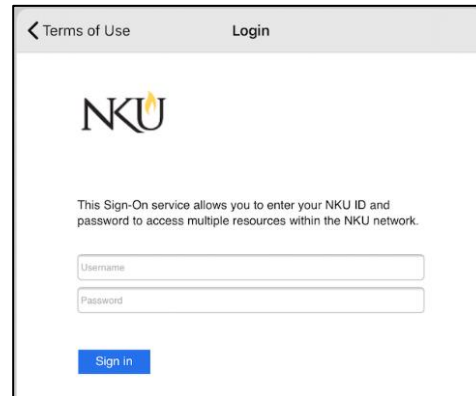 Terms of Use
Login
NKU
This Sign-On service allows you to enter your NKU ID and
password to access multiple resources within the NKU network.
Username
Password
Sign in